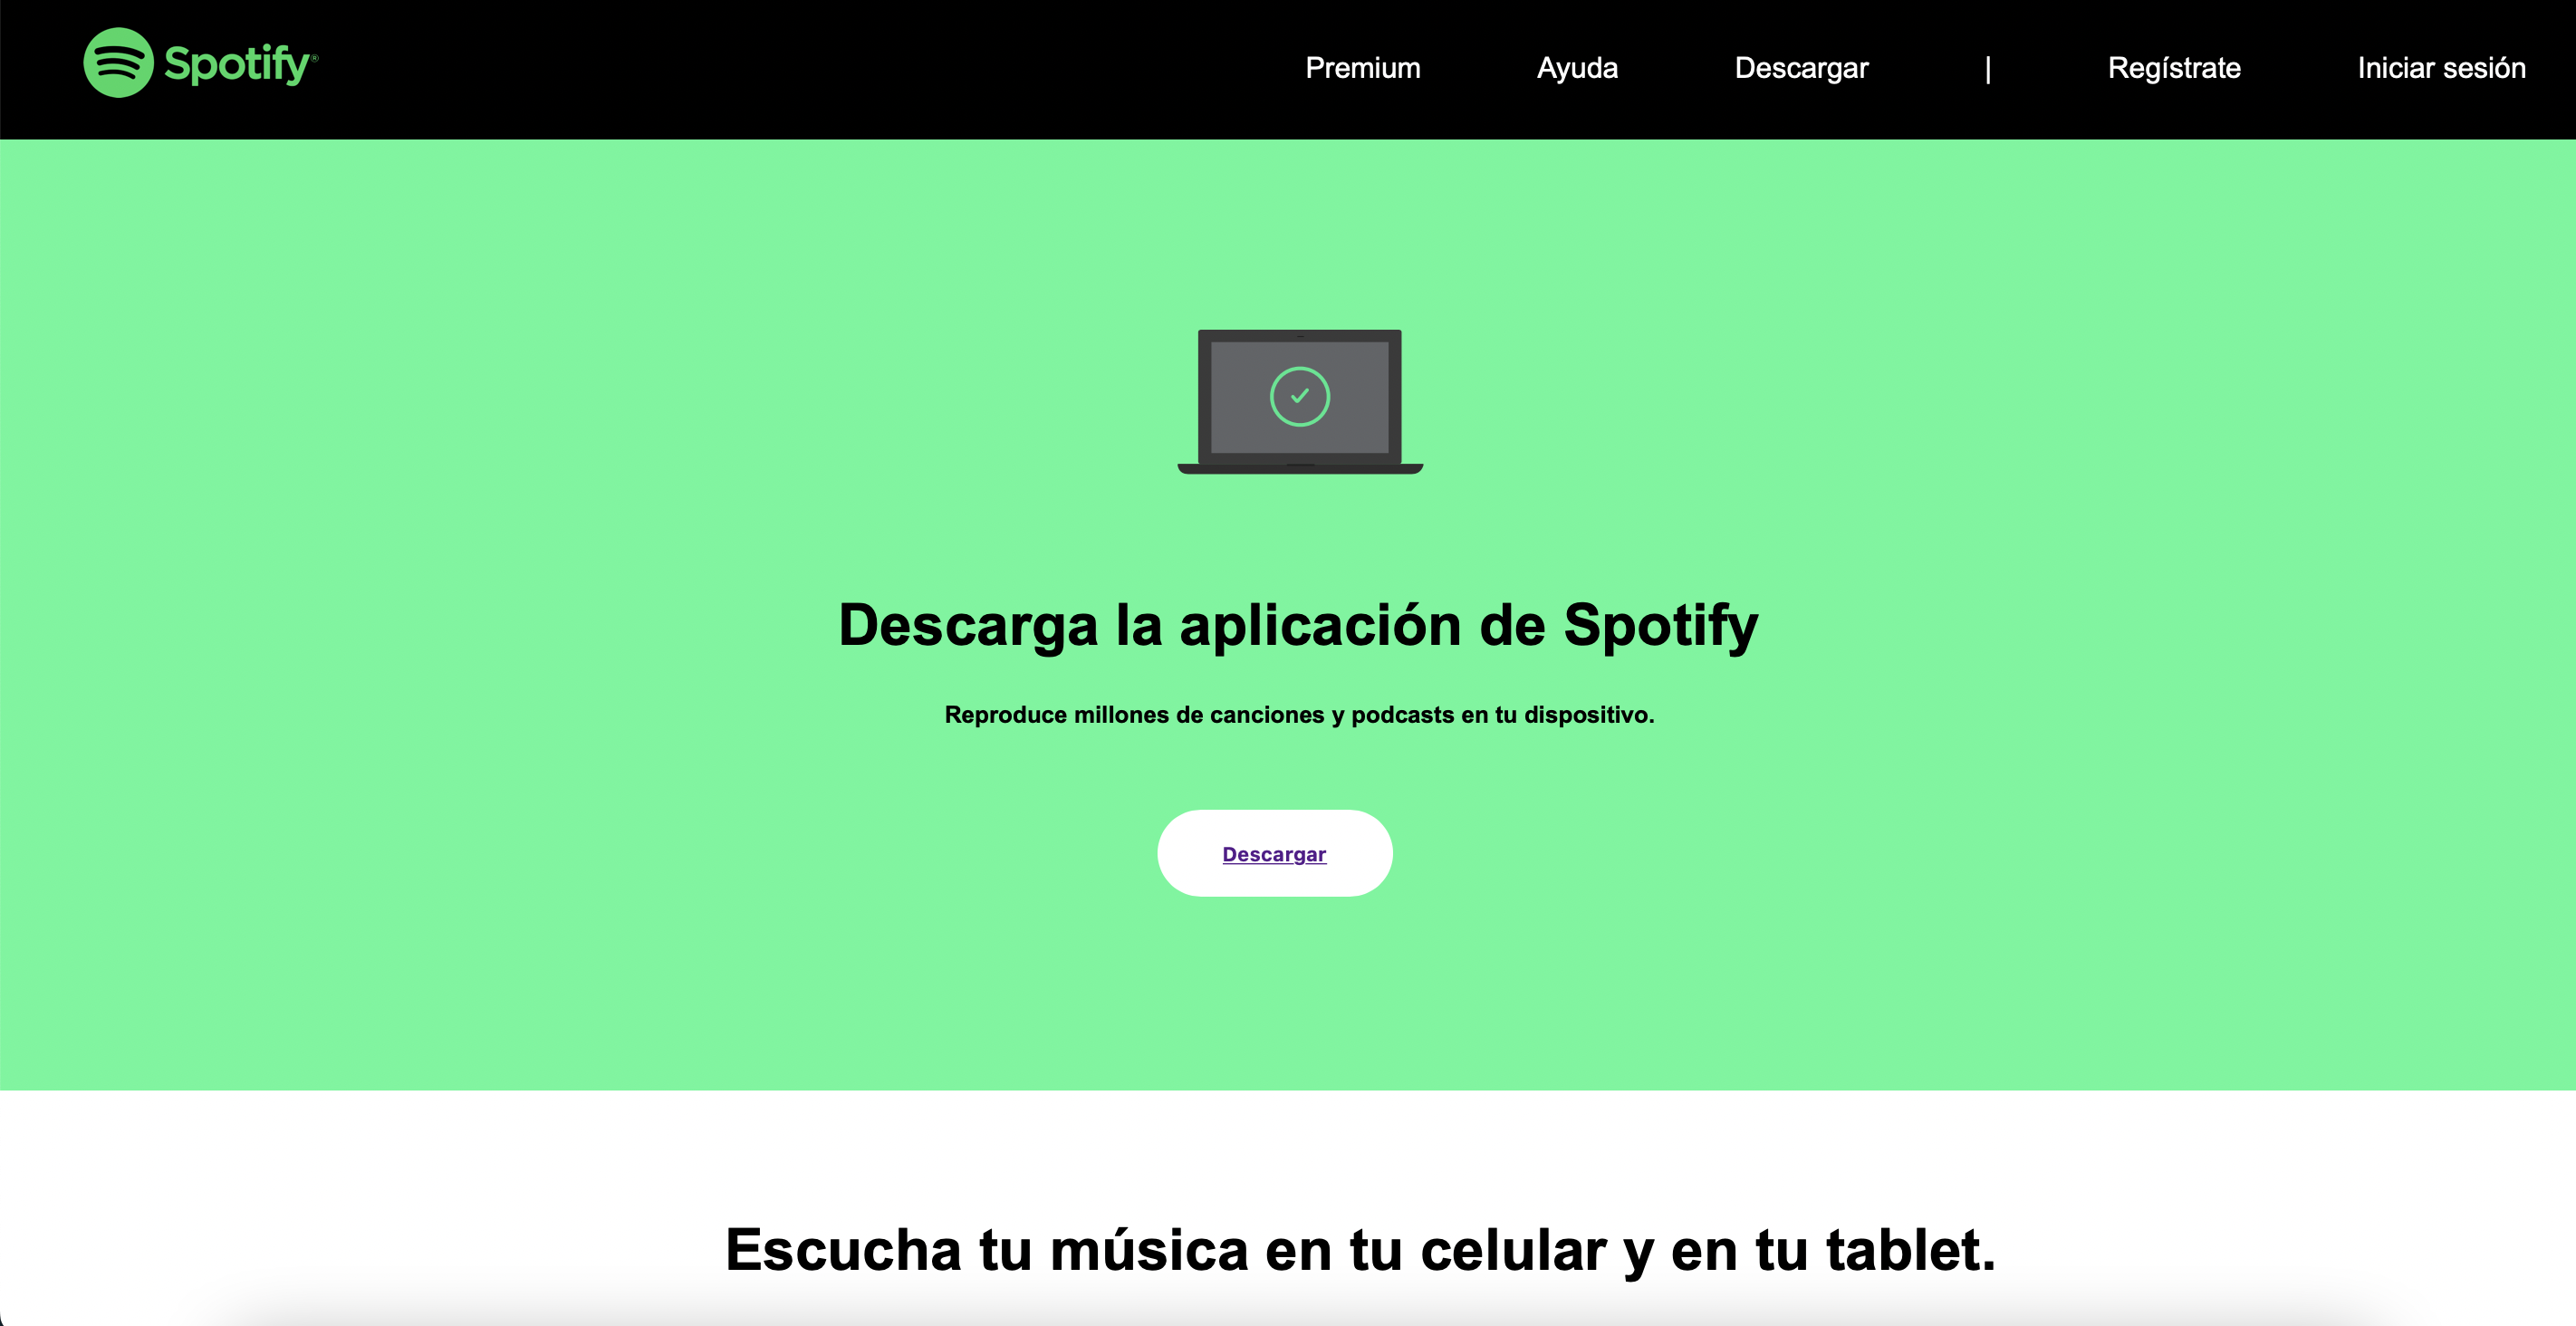 Spotify®
Premium Ayuda Descargar | Regístrate Iniciar sesión
Descarga la aplicación de Spotify
Reproduce millones de canciones y podcasts en tu dispositivo.
Descargar
Escucha tu música en tu celular y en tu tablet.